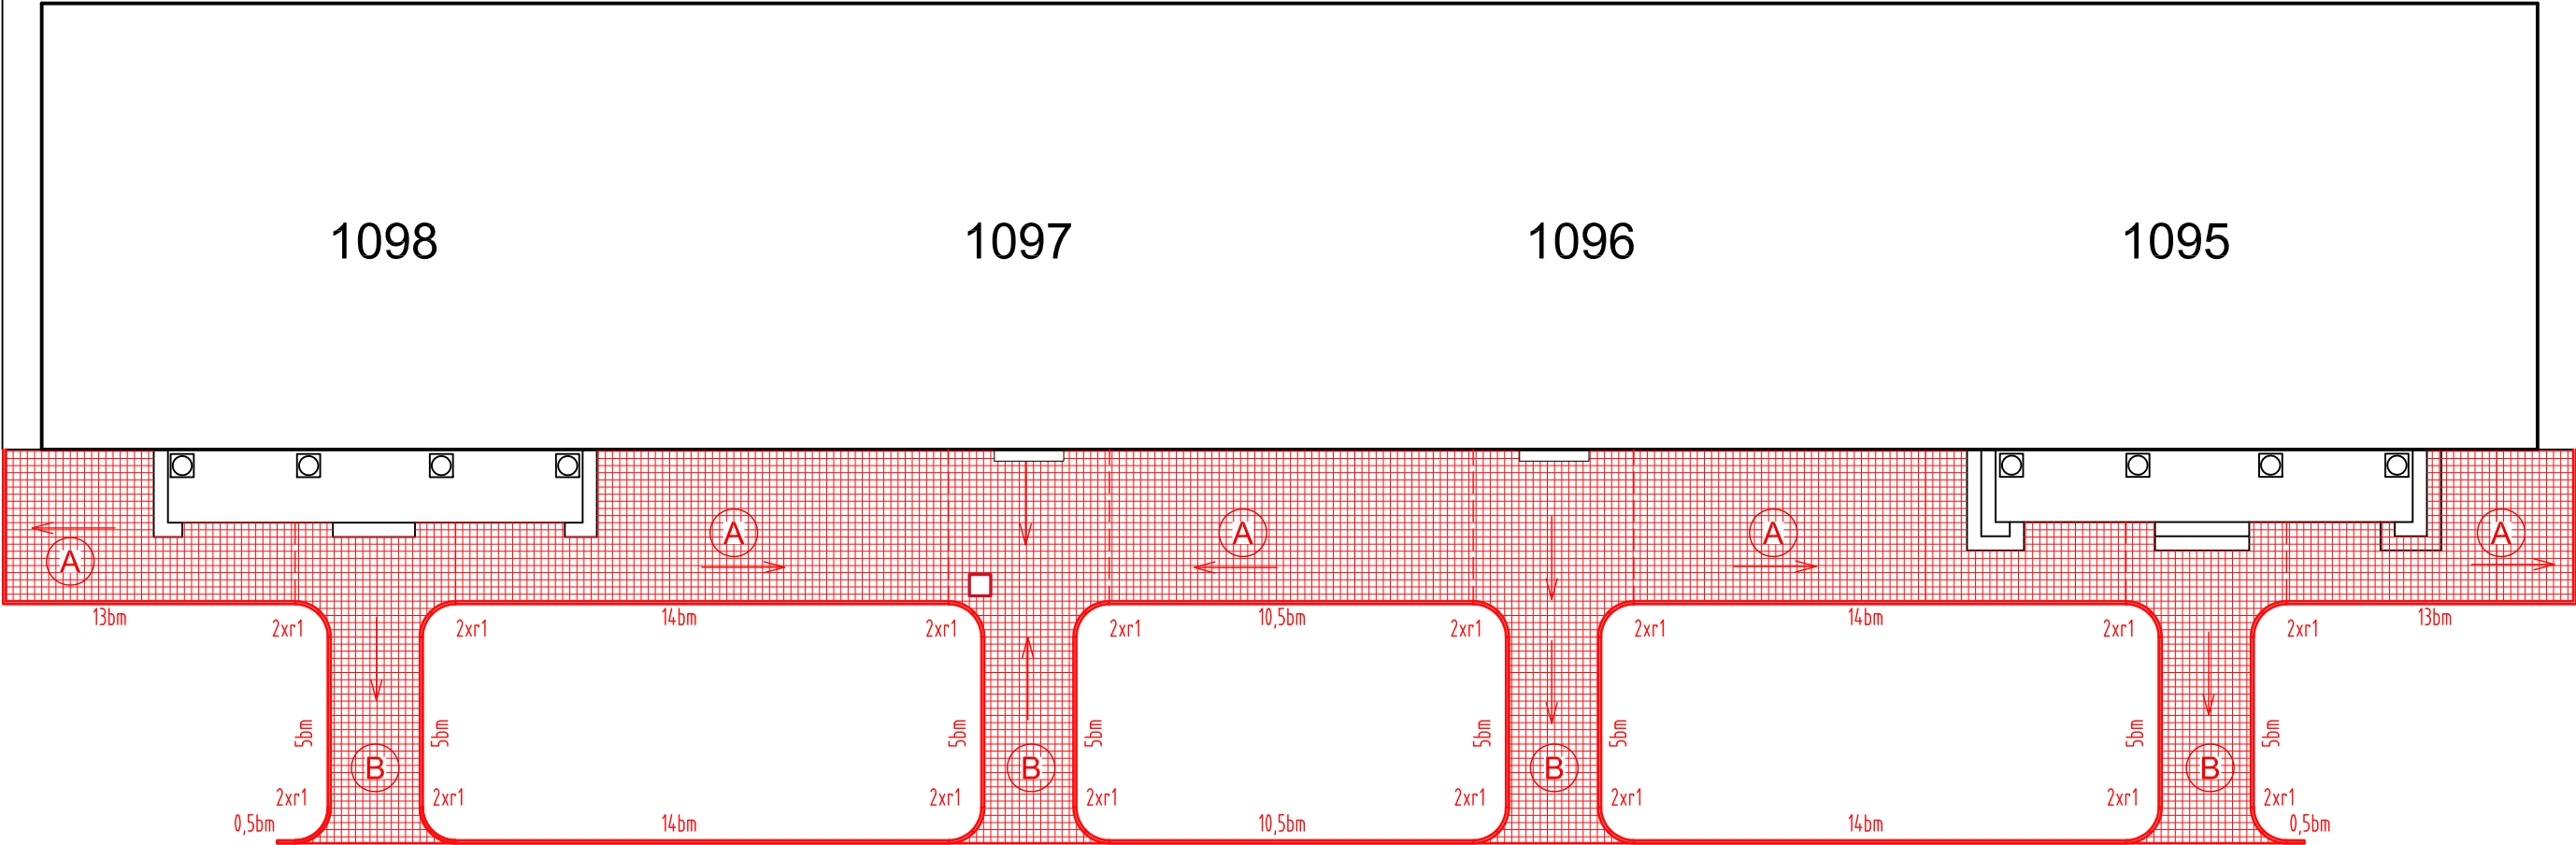 1098 1097 1096 1095
A A A A A
13bm 14bm 10,5bm 14bm 13bm
2xr1 2xr1 2xr1 2xr1 2xr1 2xr1 2xr1 2xr1
5bm 5bm 5bm 5bm 5bm 5bm 5bm 5bm
B B B B
2xr1 2xr1 2xr1 2xr1 2xr1 2xr1 2xr1 2xr1
0,5bm 14bm 10,5bm 14bm 0,5bm